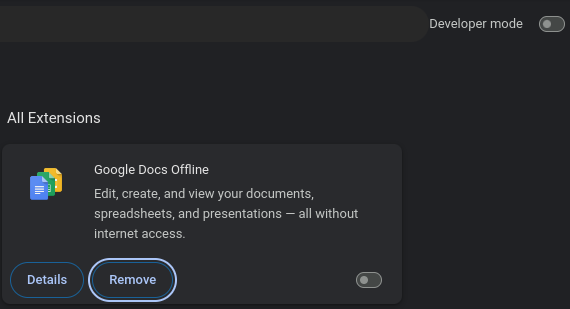 Developer mode
All Extensions
Google Docs Offline
Edit, create, and view your documents,
spreadsheets, and presentations — all without
internet access.
Details
Remove